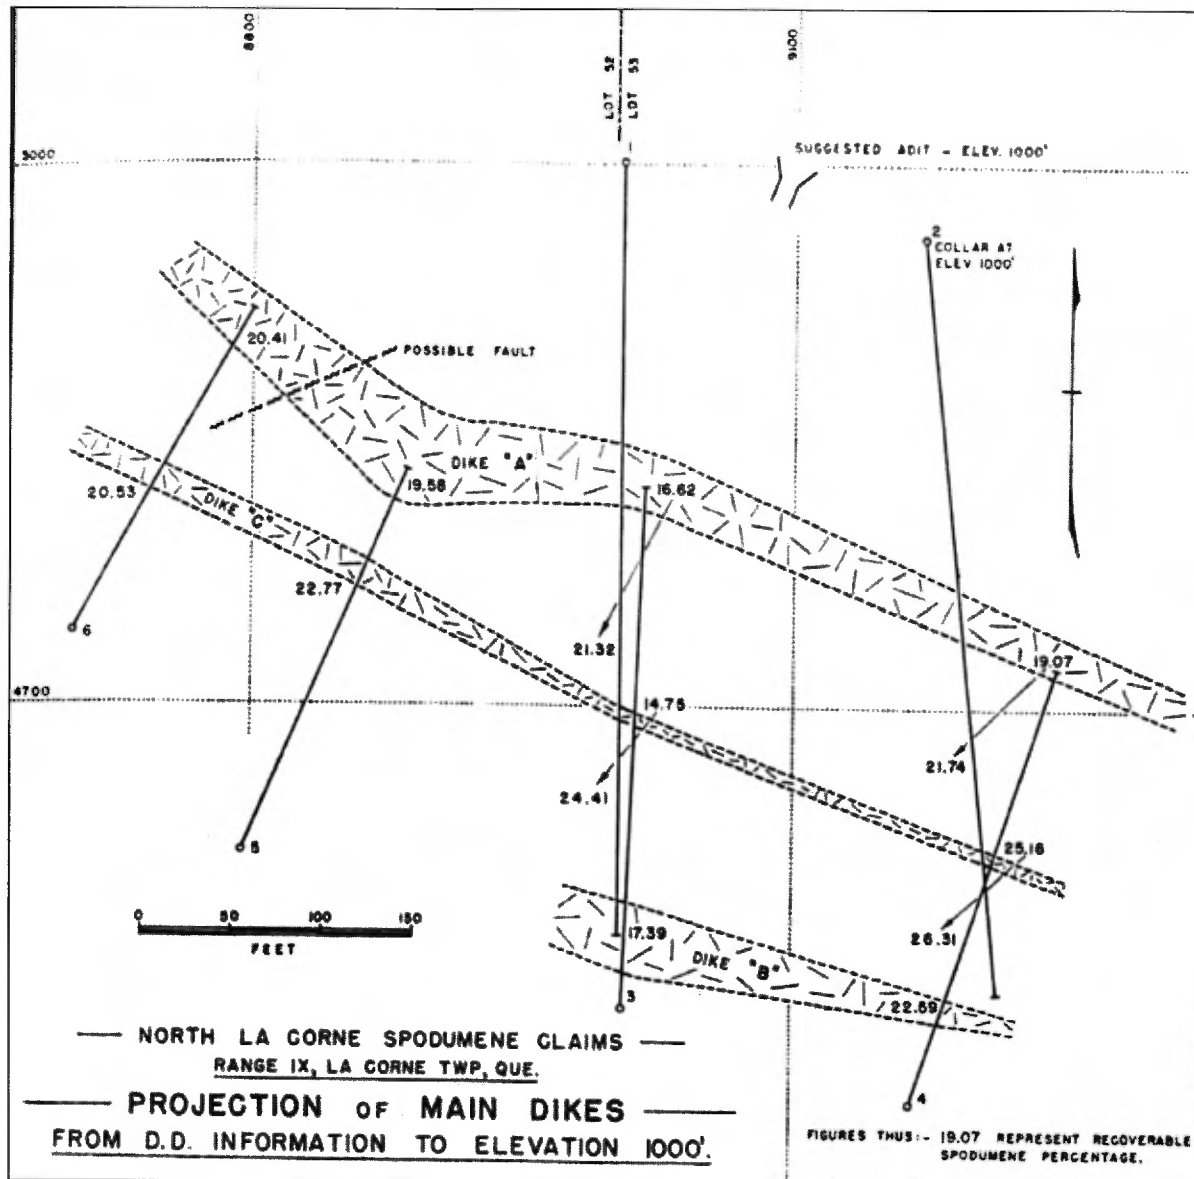 8800
LOT 52
LOT 53
9100
5000
SUGGESTED ADIT - ELEV. 1000'
2
COLLAR AT
ELEV 1000'
20.41
POSSIBLE FAULT
DIKE "A"
19.58
16.62
20.53
DIKE "C"
22.77
6
21.32
19.07
4700
14.75
21.74
24.41
5
25.16
0 50 100 150
FEET
17.39
DIKE "B"
26.31
22.59
3
4
NORTH LA CORNE SPODUMENE CLAIMS
RANGE IX, LA CORNE TWP, QUE.
PROJECTION OF MAIN DIKES
FROM D.D. INFORMATION TO ELEVATION 1000'.
FIGURES THUS:- 19.07 REPRESENT RECOVERABLE
SPODUMENE PERCENTAGE.